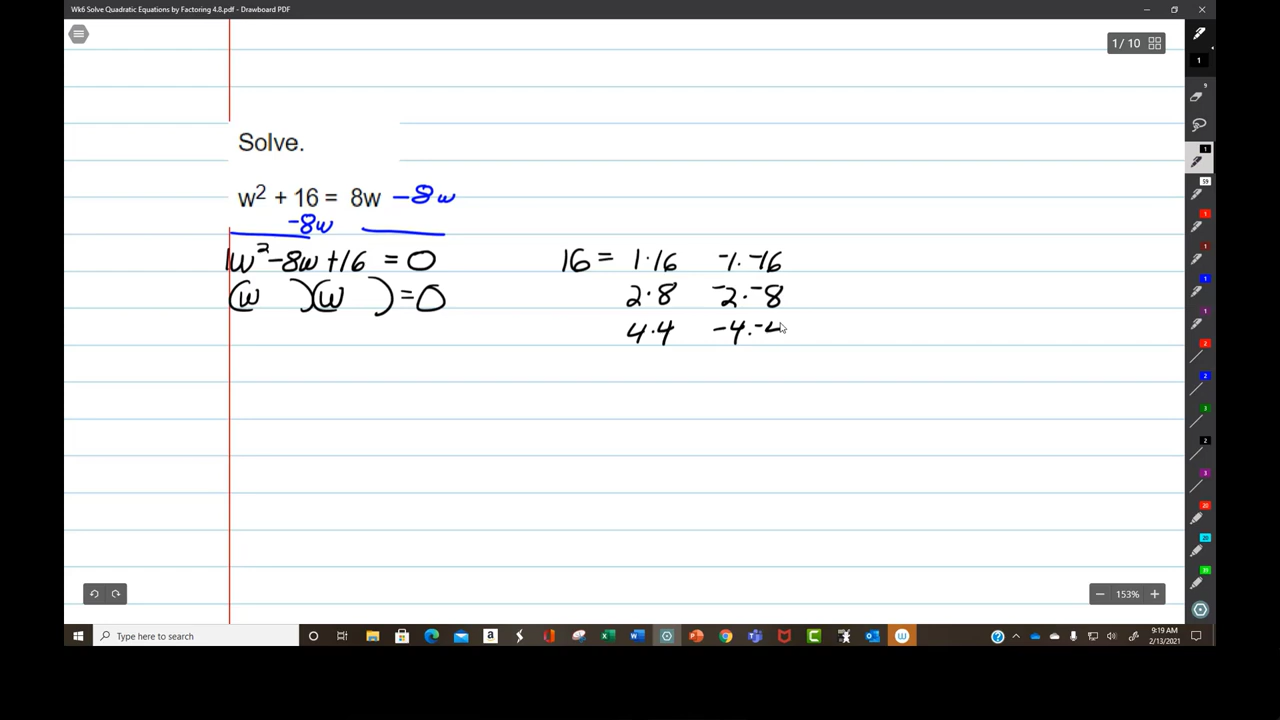 Wk6 Solve Quadratic Equations by Factoring 4.8.pdf - Drawboard PDF
1 / 10
Solve.
w² + 16 = 8w -8w
-8w
1w² -8w +16 = 0
(w )(w ) = 0
16 = 1·16 -1·-16
2·8 -2·-8
4·4 -4·-4
153%
Type here to search
9:19 AM
2/13/2021